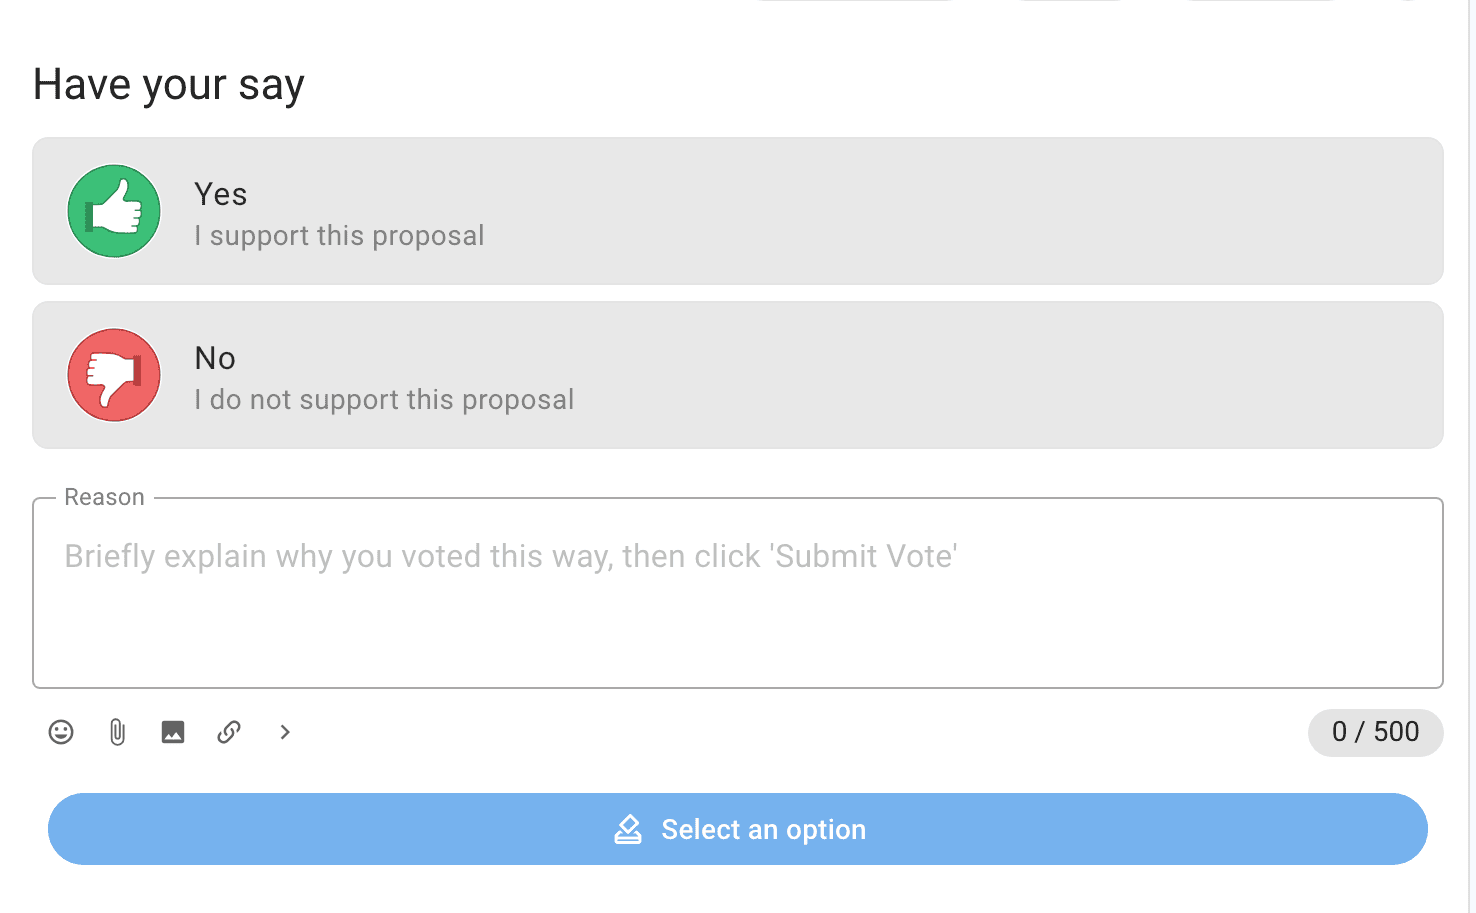 Have your say
Yes
I support this proposal
No
I do not support this proposal
Reason
Briefly explain why you voted this way, then click 'Submit Vote'
0 / 500
Select an option